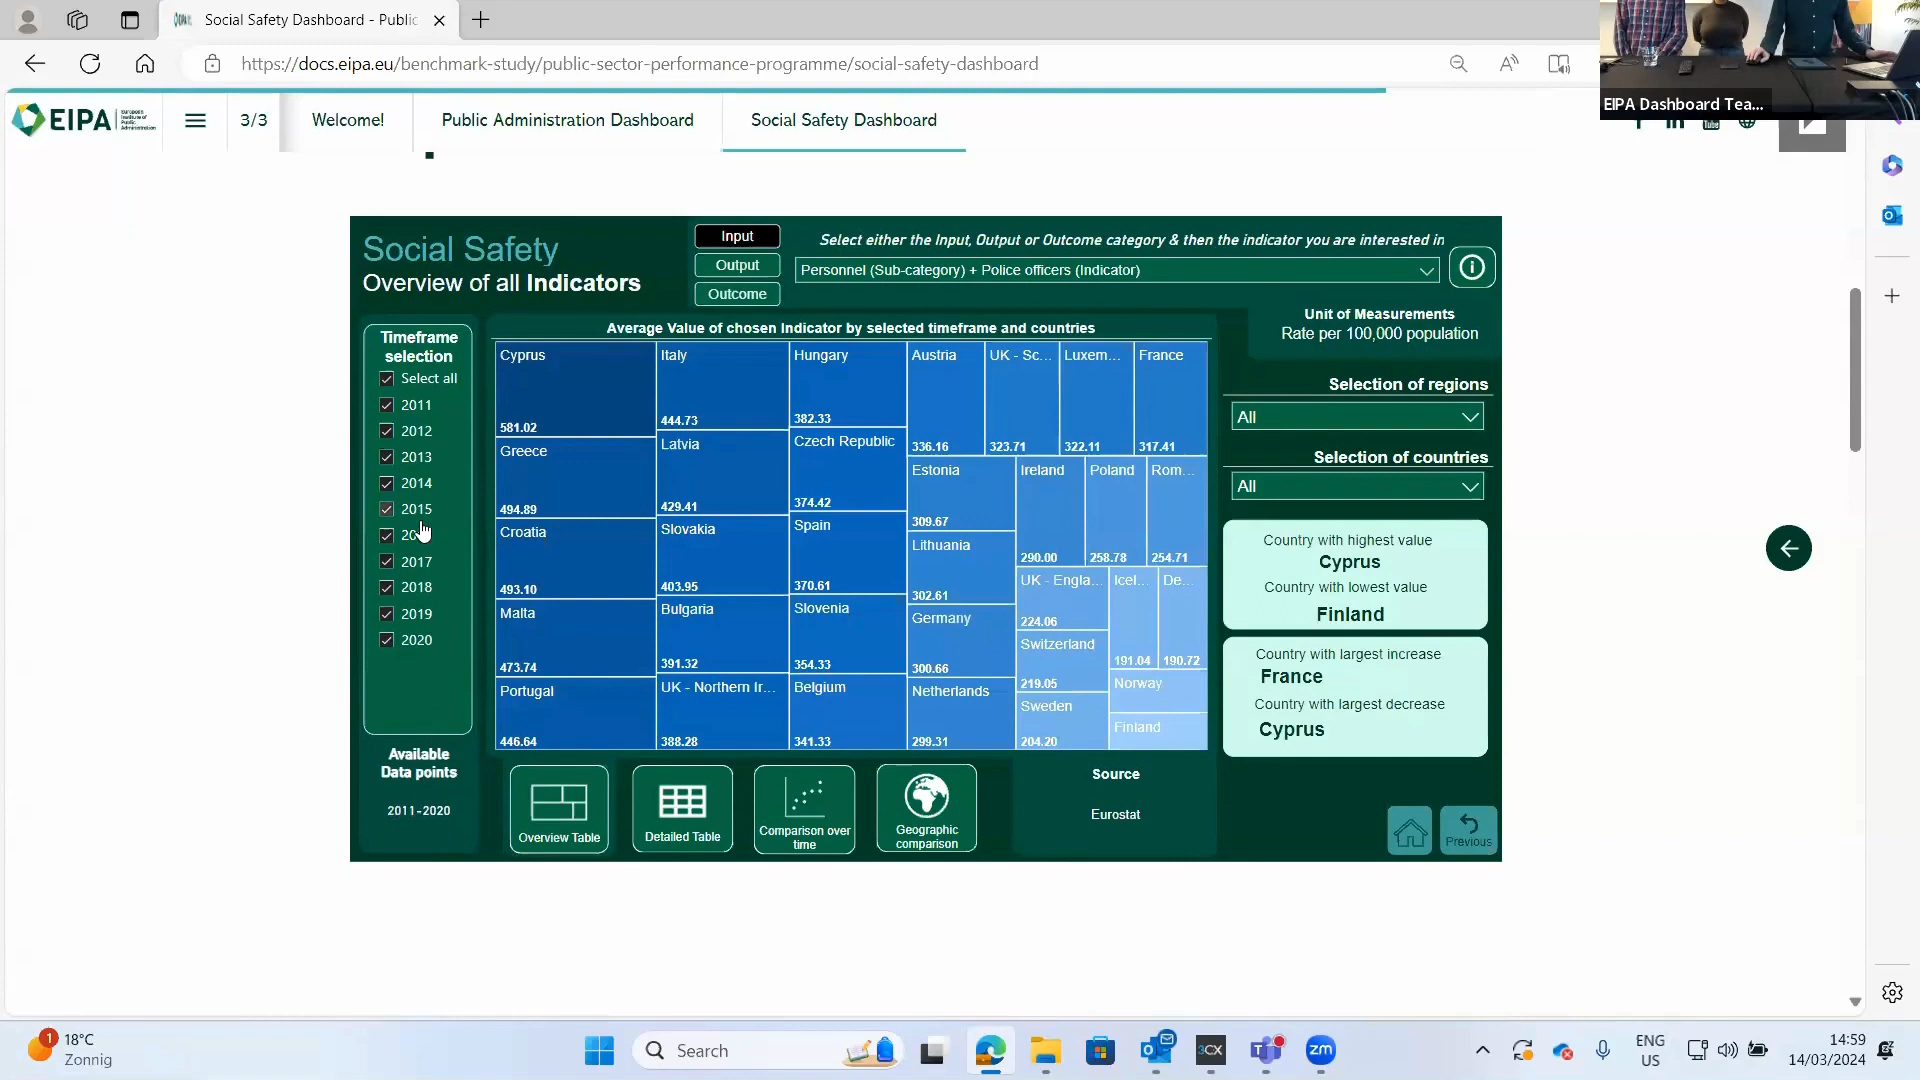 Social Safety Dashboard - Public
https://docs.eipa.eu/benchmark-study/public-sector-performance-programme/social-safety-dashboard
EIPA Dashboard Tea...
EIPA
3/3
Welcome!
Public Administration Dashboard
Social Safety Dashboard
Social Safety
Overview of all Indicators
Input
Output
Outcome
Select either the Input, Output or Outcome category & then the indicator you are interested in
Personnel (Sub-category) + Police officers (Indicator)
Unit of Measurements
Rate per 100,000 population
Timeframe
selection
Select all
2011
2012
2013
2014
2015
2017
2018
2019
2020
Available
Data points
2011-2020
Average Value of chosen Indicator by selected timeframe and countries
Cyprus
581.02
Greece
494.89
Croatia
493.10
Malta
473.74
Portugal
446.64
Italy
444.73
Latvia
429.41
Slovakia
403.95
Bulgaria
391.32
UK - Northern Ir...
388.28
Hungary
382.33
Czech Republic
374.42
Spain
370.61
Slovenia
354.33
Belgium
341.33
Austria
336.16
UK - Sc...
323.71
Luxem...
322.11
France
317.41
Estonia
309.67
Lithuania
302.61
Germany
300.66
Netherlands
299.31
Ireland
290.00
Poland
258.78
Rom...
254.71
UK - Engla...
224.06
Switzerland
219.05
Sweden
204.20
Icel...
191.04
De...
190.72
Norway
Finland
Selection of regions
All
Selection of countries
All
Country with highest value
Cyprus
Country with lowest value
Finland
Country with largest increase
France
Country with largest decrease
Cyprus
Overview Table
Detailed Table
Comparison over
time
Geographic
comparison
Source
Eurostat
Previous
1
18°C
Zonnig
Search
3CX
zm
ENG
US
14:59
14/03/2024